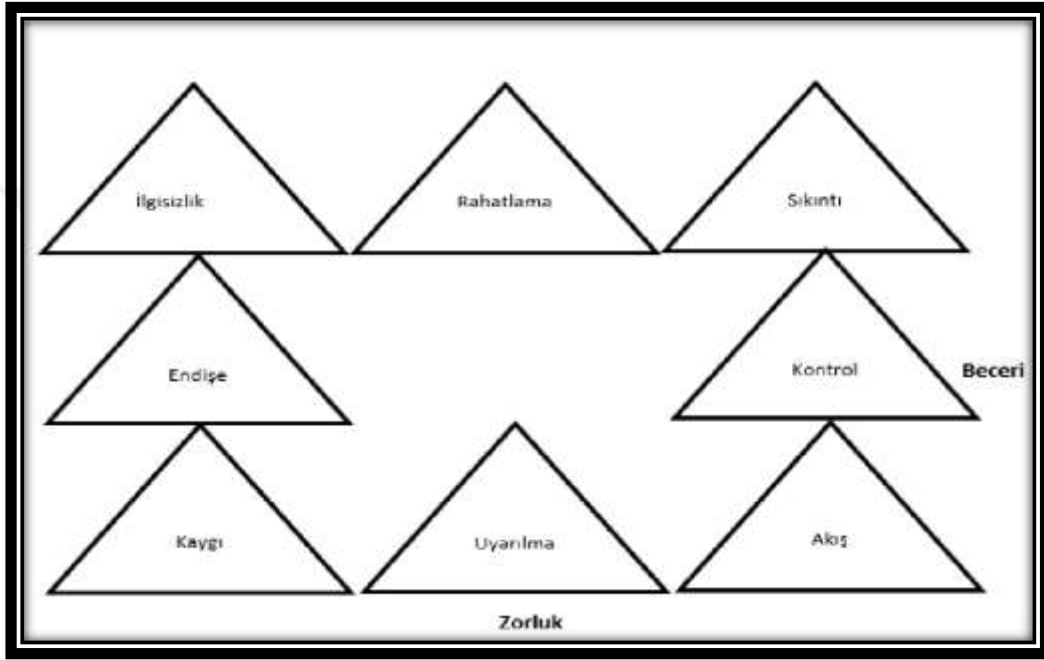 İlgisizlik
Rahatlama
Sıkıntı
Endişe
Kontrol
Beceri
Kaygı
Uyarılma
Akış
Zorluk